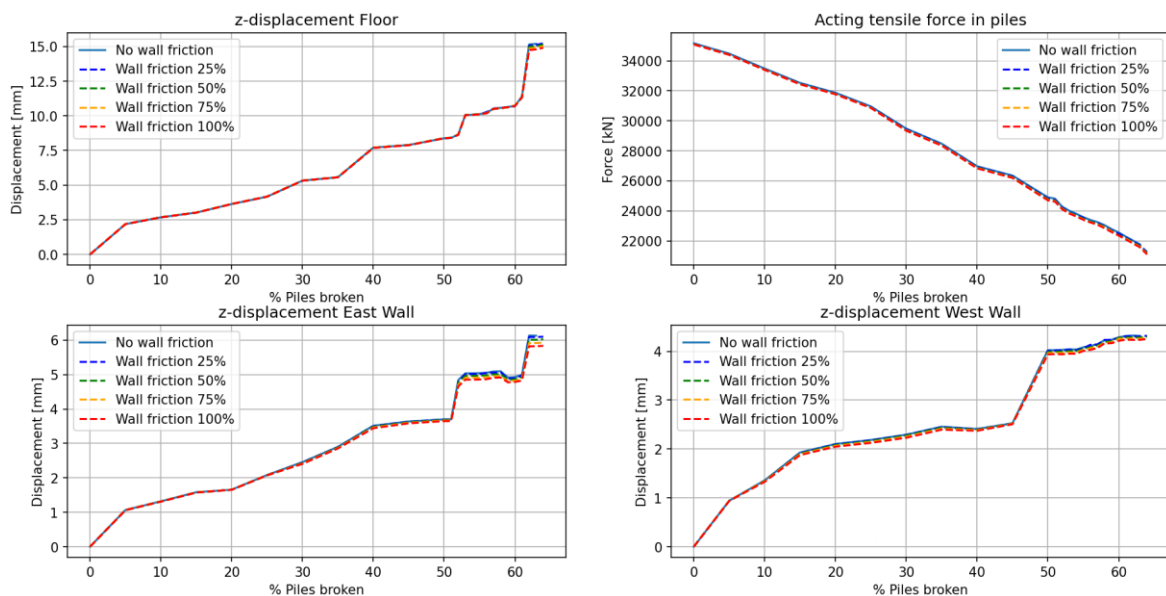 z-displacement Floor
Displacement [mm]
15.0
12.5
10.0
7.5
5.0
2.5
0.0
No wall friction
Wall friction 25%
Wall friction 50%
Wall friction 75%
Wall friction 100%
0 10 20 30 40 50 60
% Piles broken
Acting tensile force in piles
Force [kN]
34000
32000
30000
28000
26000
24000
22000
No wall friction
Wall friction 25%
Wall friction 50%
Wall friction 75%
Wall friction 100%
0 10 20 30 40 50 60
% Piles broken
z-displacement East Wall
Displacement [mm]
6
5
4
3
2
1
0
No wall friction
Wall friction 25%
Wall friction 50%
Wall friction 75%
Wall friction 100%
0 10 20 30 40 50 60
% Piles broken
z-displacement West Wall
Displacement [mm]
4
3
2
1
0
No wall friction
Wall friction 25%
Wall friction 50%
Wall friction 75%
Wall friction 100%
0 10 20 30 40 50 60
% Piles broken